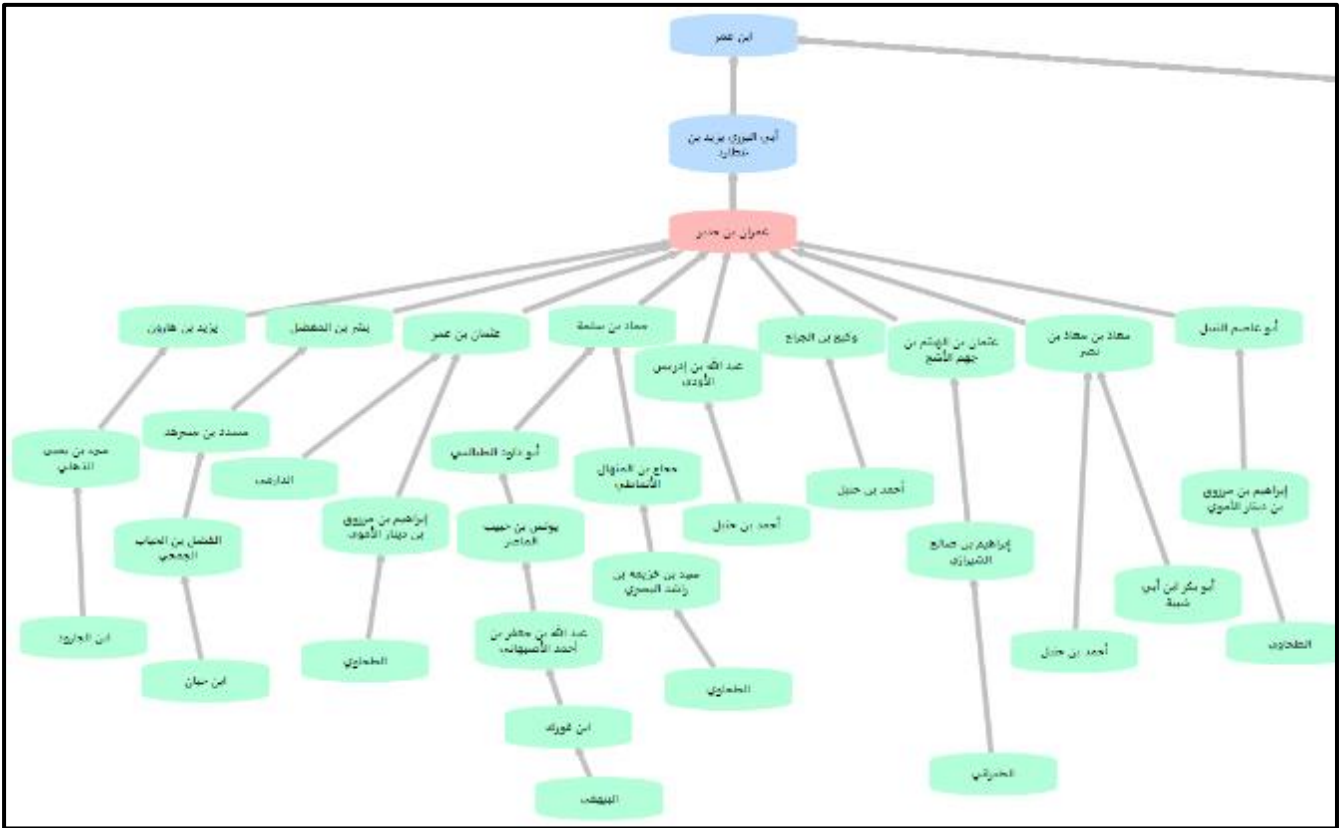 ابن عمر
أبي البزري يزيد بن
عطارد
عمران بن حدير
يزيد بن هارون
بشر بن المفضل
عثمان بن عمر
حماد بن سلمة
عبد الله بن إدريس
الأودي
وكيع بن الجراح
عثمان بن الهيثم بن
جهم الأشج
معاذ بن معاذ بن
نصر
أبو عاصم النبيل
بن يحيى
الذهلي
مسدد بن مسرهد
الدارمي
أبو داود الطيالسي
حجاج بن المنهال
الأنماطي
أحمد بن حنبل
أحمد بن حنبل
إبراهيم بن مرزوق
بن دينار الأموي
الفضل بن الحباب
الجمحي
إبراهيم بن مرزوق
بن دينار الأموي
يونس بن حبيب
الماصر
بن خزيمة بن
راشد البصري
إبراهيم بن صالح
الشيرازي
أبو بكر ابن أبي
شيبة
ابن الجارود
ابن حبان
الطحاوي
عبد الله بن جعفر بن
أحمد الأصبهاني
الطحاوي
أحمد بن حنبل
الطحاوي
ابن فورك
الطبراني
البيهقي